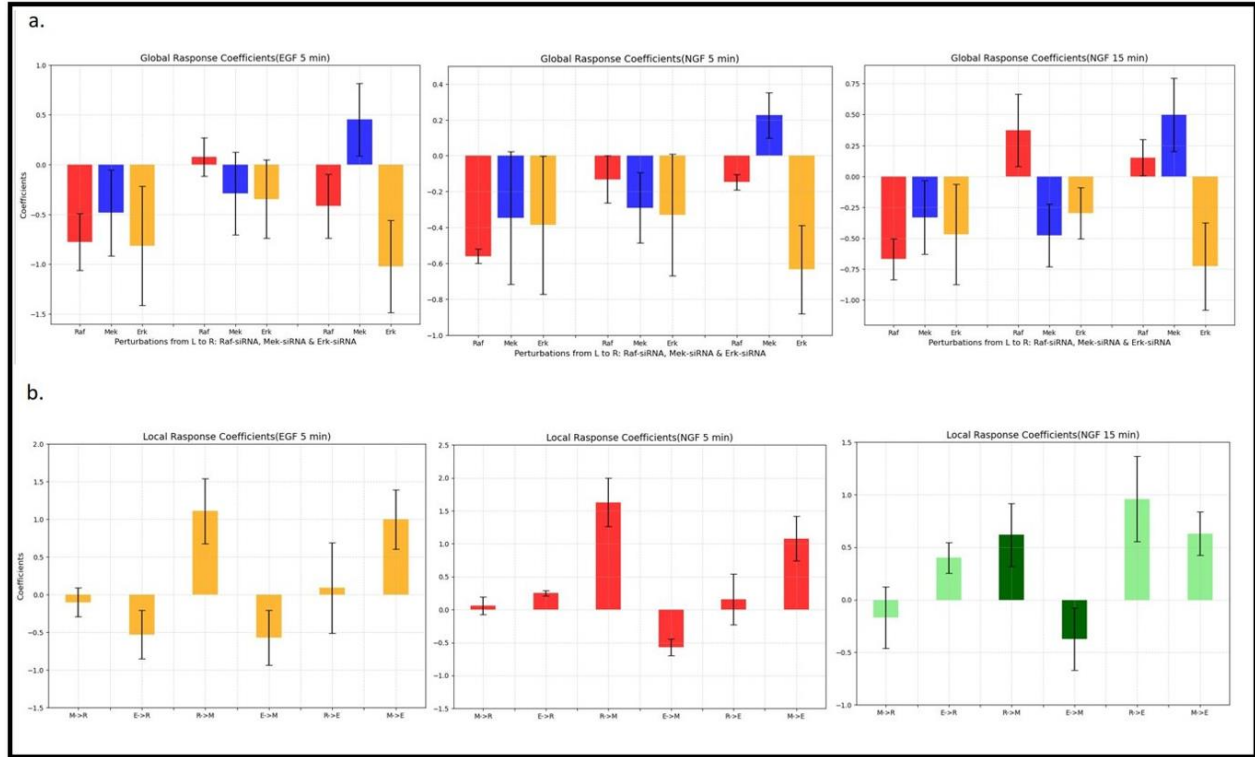 a.
Global Response Coefficients(EGF 5 min)
Coefficients
1.0
0.5
0.0
−0.5
−1.0
−1.5
Raf Mek Erk Raf Mek Erk Raf Mek Erk
Perturbations from L to R: Raf-siRNA, Mek-siRNA & Erk-siRNA
Global Response Coefficients(NGF 5 min)
0.4
0.2
0.0
−0.2
−0.4
−0.6
−0.8
−1.0
Raf Mek Erk Raf Mek Erk Raf Mek Erk
Perturbations from L to R: Raf-siRNA, Mek-siRNA & Erk-siRNA
Global Response Coefficients(NGF 15 min)
0.75
0.50
0.25
0.00
−0.25
−0.50
−0.75
−1.00
Raf Mek Erk Raf Mek Erk Raf Mek Erk
Perturbations from L to R: Raf-siRNA, Mek-siRNA & Erk-siRNA
b.
Local Response Coefficients(EGF 5 min)
Coefficients
2.0
1.5
1.0
0.5
0.0
−0.5
−1.0
−1.5
M->R E->R R->M E->M R->E M->E
Local Response Coefficients(NGF 5 min)
2.5
2.0
1.5
1.0
0.5
0.0
−0.5
−1.0
−1.5
M->R E->R R->M E->M R->E M->E
Local Response Coefficients(NGF 15 min)
1.5
1.0
0.5
0.0
−0.5
−1.0
M->R E->R R->M E->M R->E M->E